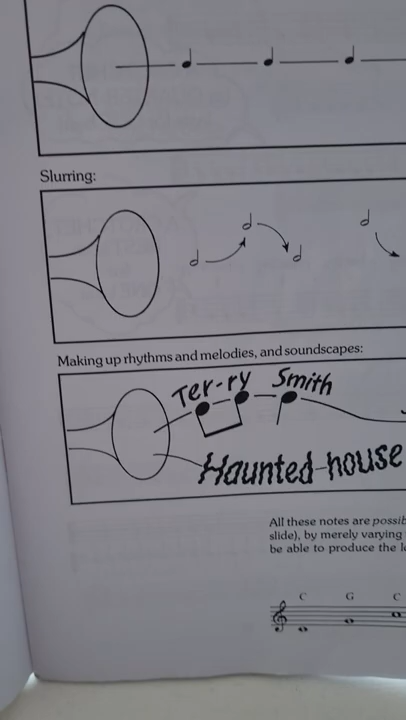 Slurring:
Making up rhythms and melodies, and soundscapes:
Ter-ry Smith
Haunted house
All these notes are
slide), by merely varying
be able to produce the
C G C